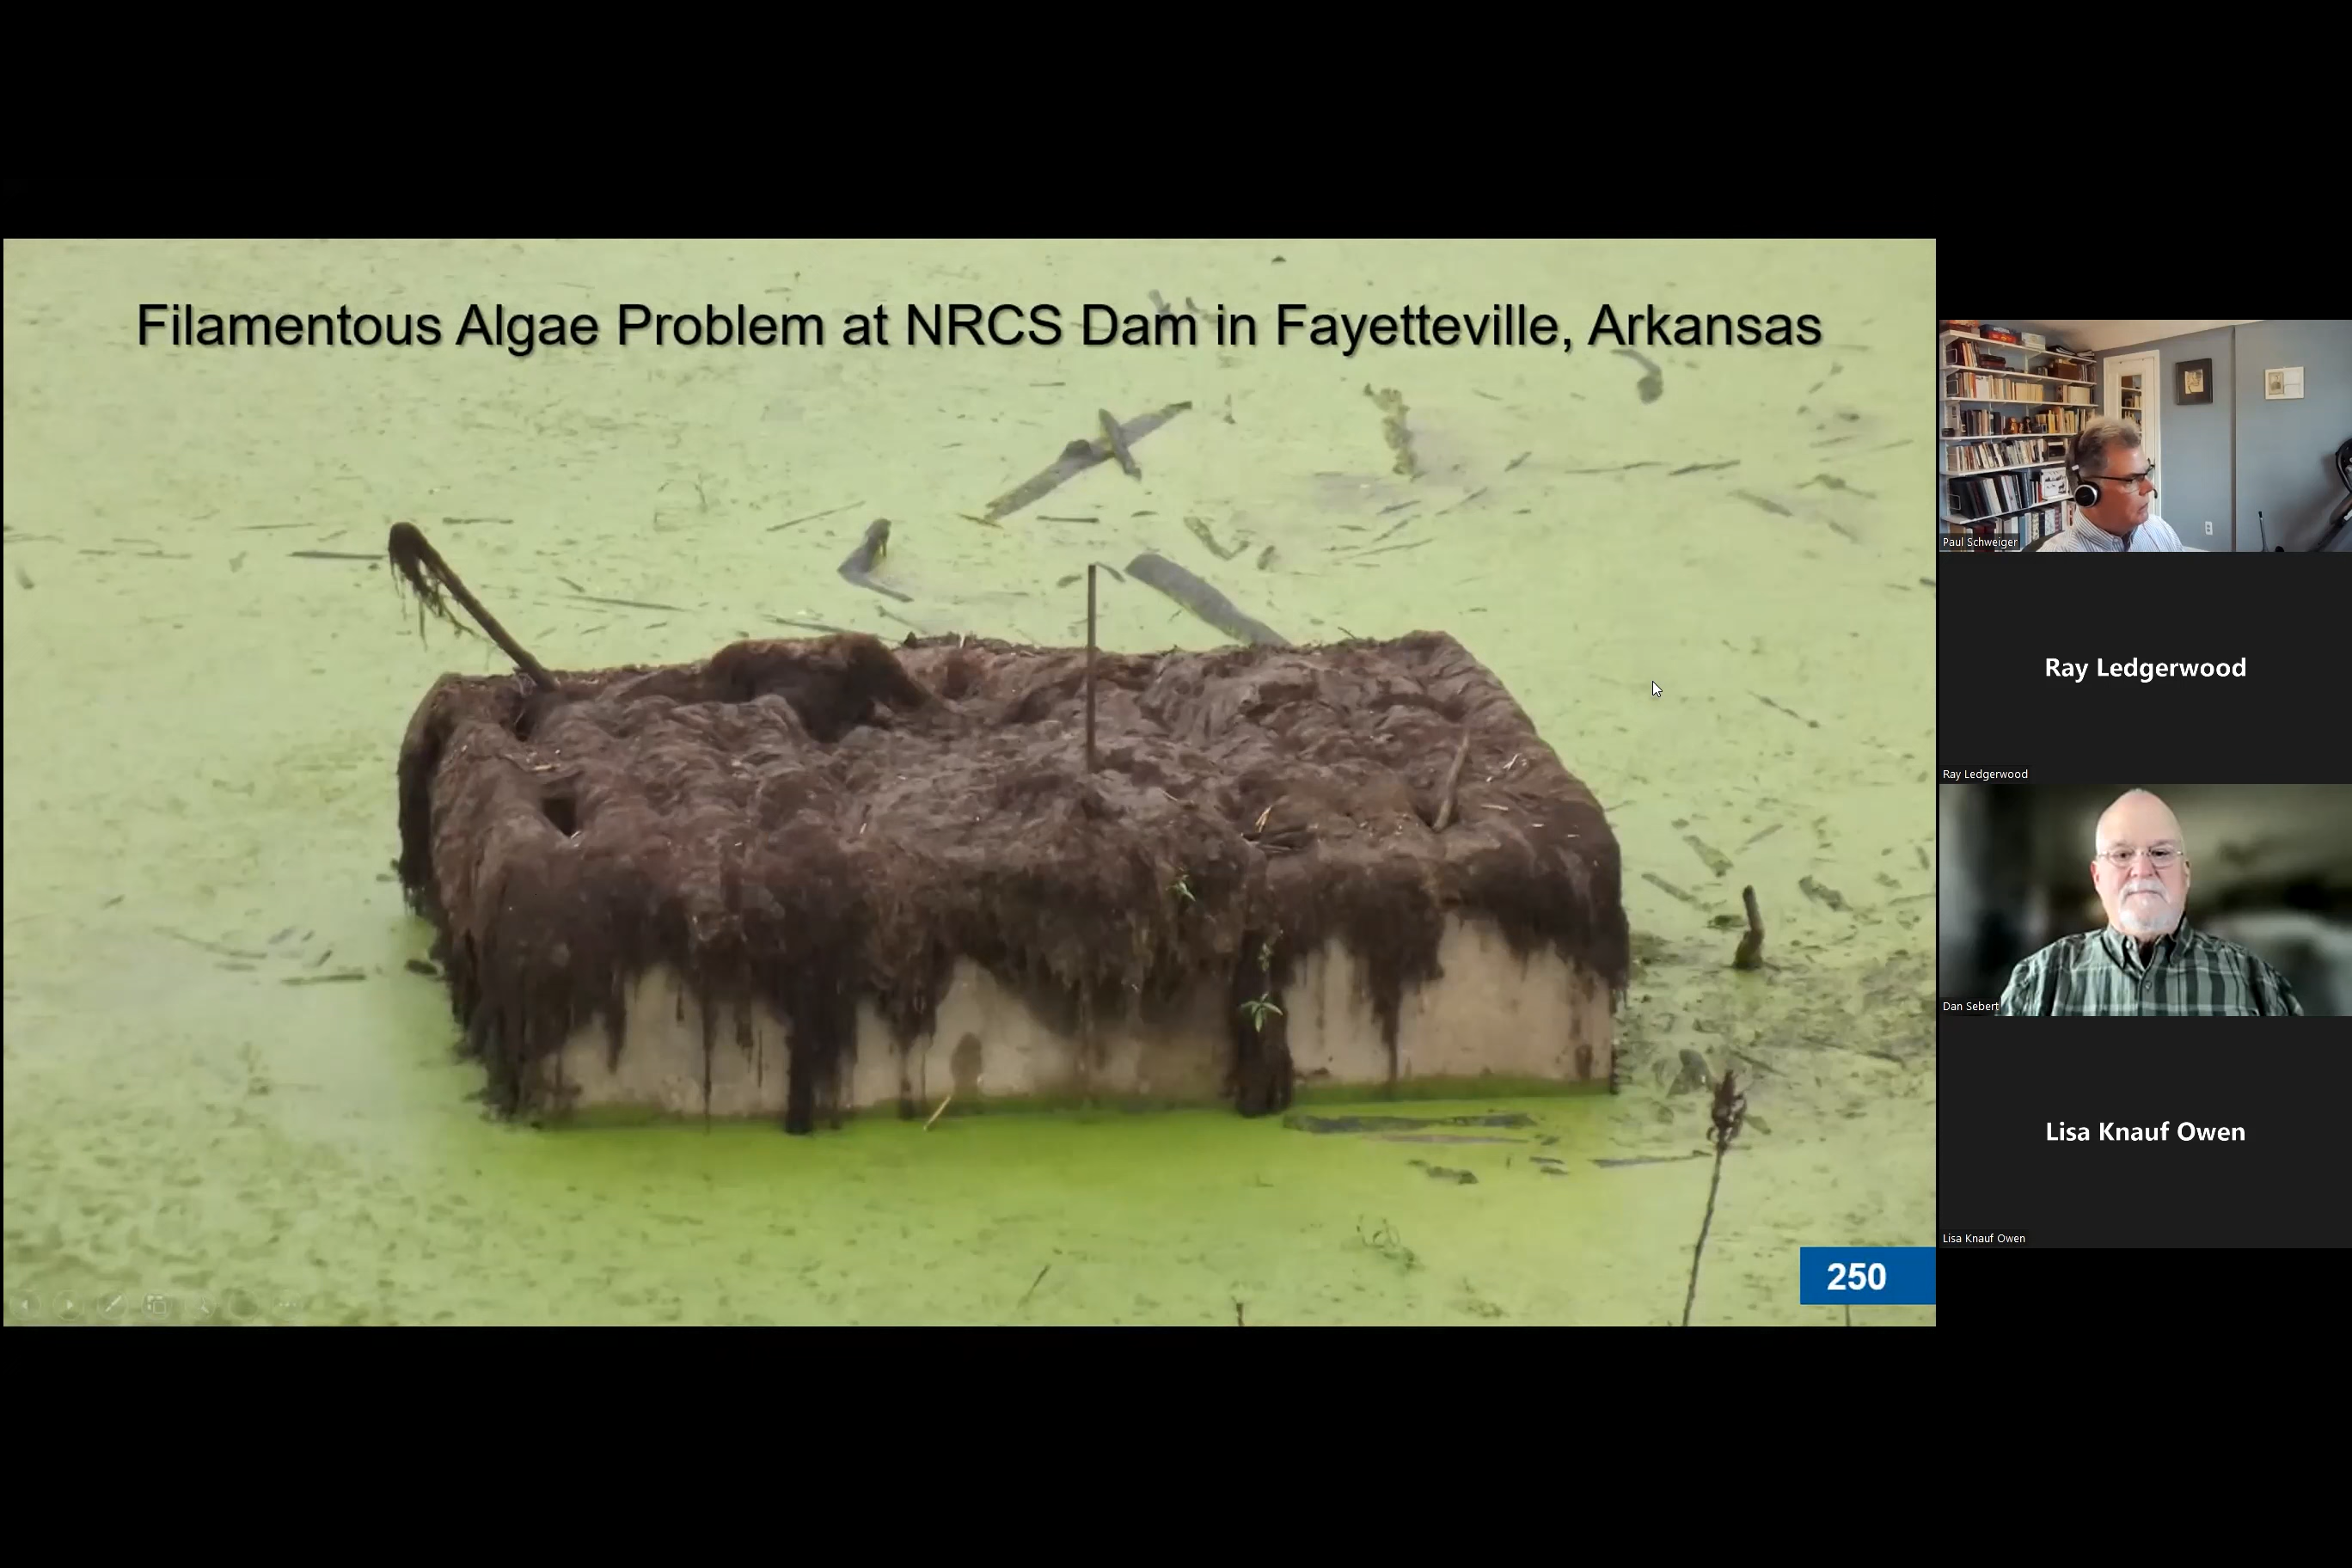 Filamentous Algae Problem at NRCS Dam in Fayetteville, Arkansas
250
Paul Schweiger
Ray Ledgerwood
Ray Ledgerwood
Dan Sebert
Lisa Knauf Owen
Lisa Knauf Owen